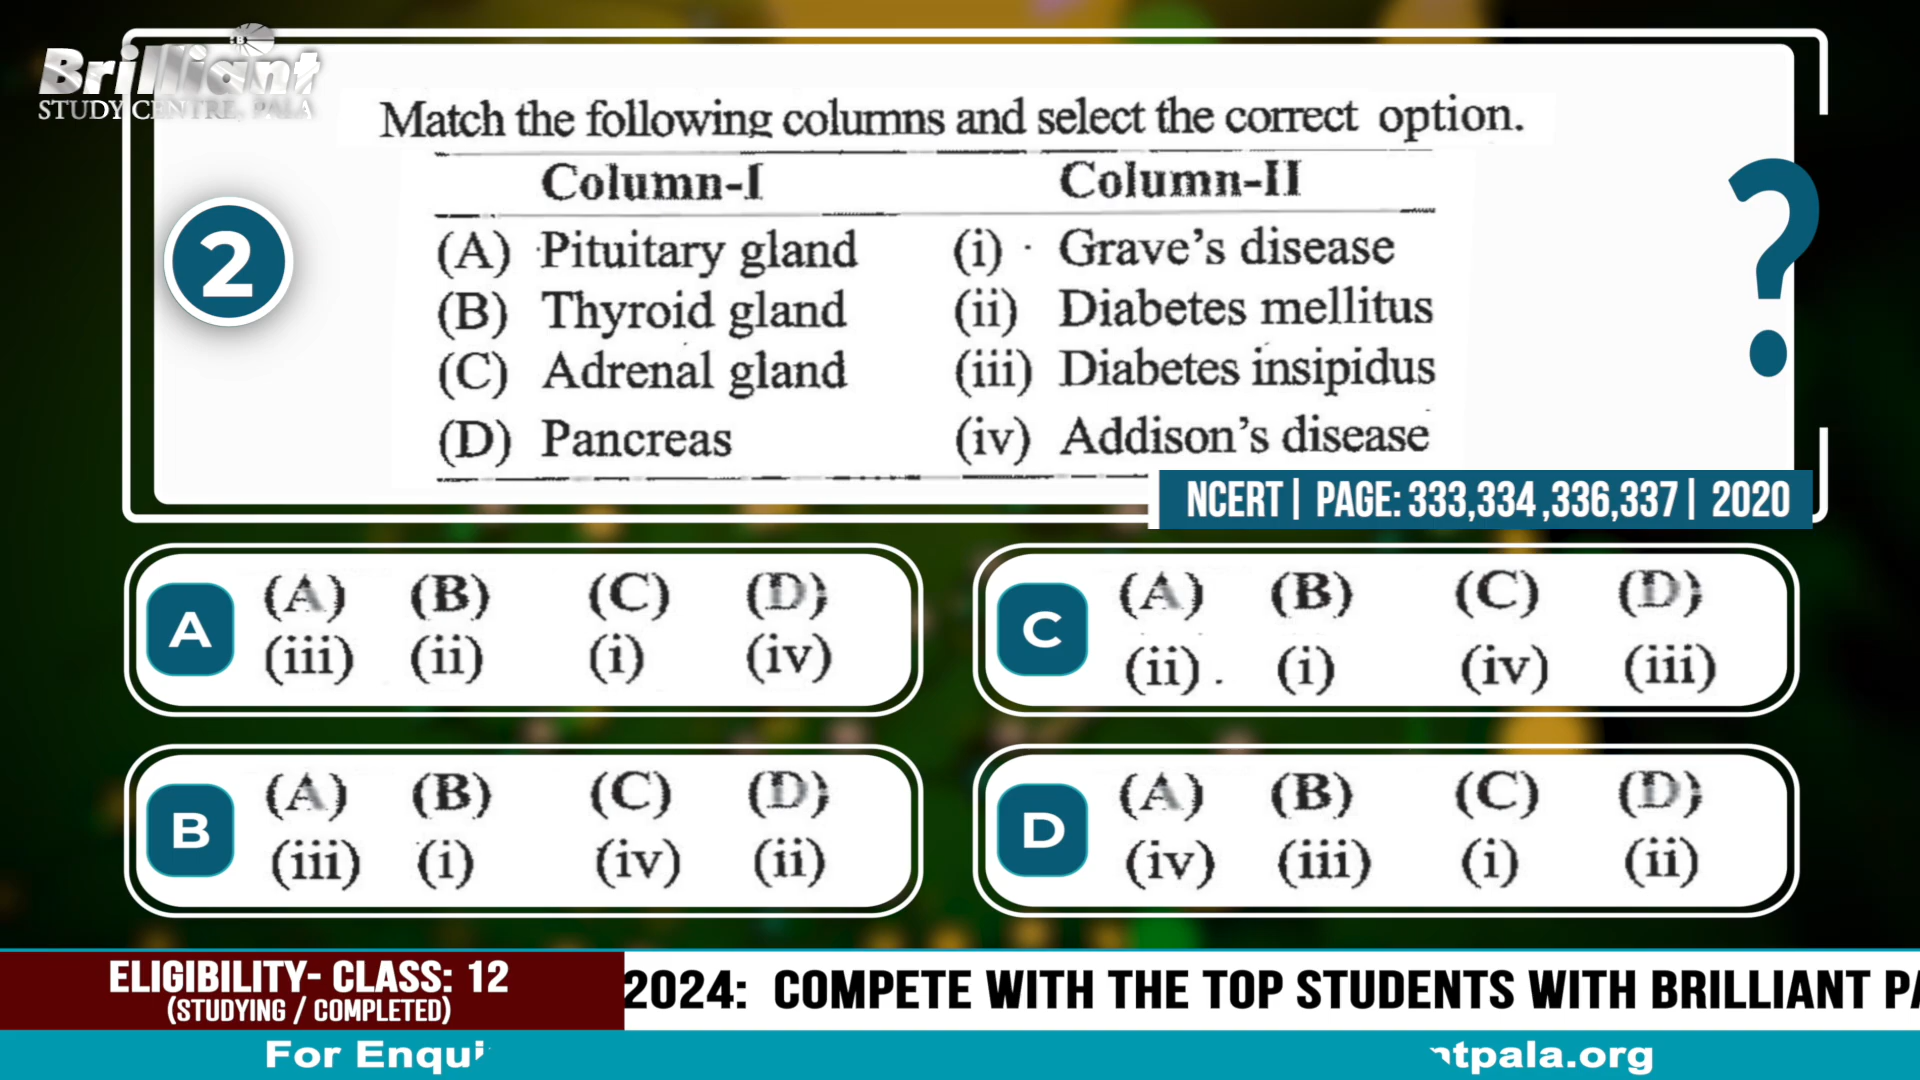 Brilliant
STUDY CENTRE, PALA
Match the following columns and select the correct option.
Column-I Column-II
(A) Pituitary gland (i) Grave's disease
(B) Thyroid gland (ii) Diabetes mellitus
(C) Adrenal gland (iii) Diabetes insipidus
(D) Pancreas (iv) Addison's disease
2
?
NCERT | PAGE: 333,334 ,336,337 | 2020
A (A) (B) (C) (D)
(iii) (ii) (i) (iv)
C (A) (B) (C) (D)
(ii) . (i) (iv) (iii)
B (A) (B) (C) (D)
(iii) (i) (iv) (ii)
D (A) (B) (C) (D)
(iv) (iii) (i) (ii)
ELIGIBILITY- CLASS: 12
(STUDYING / COMPLETED)
2024: COMPETE WITH THE TOP STUDENTS WITH BRILLIANT
For Enqui
tpala.org